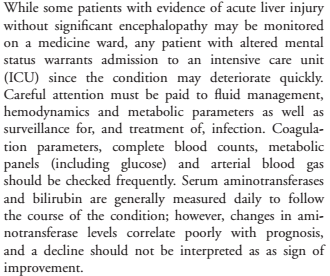 While some patients with evidence of acute liver injury
without significant encephalopathy may be monitored
on a medicine ward, any patient with altered mental
status warrants admission to an intensive care unit
(ICU) since the condition may deteriorate quickly.
Careful attention must be paid to fluid management,
hemodynamics and metabolic parameters as well as
surveillance for, and treatment of, infection. Coagula-
tion parameters, complete blood counts, metabolic
panels (including glucose) and arterial blood gas
should be checked frequently. Serum aminotransferases
and bilirubin are generally measured daily to follow
the course of the condition; however, changes in ami-
notransferase levels correlate poorly with prognosis,
and a decline should not be interpreted as as sign of
improvement.